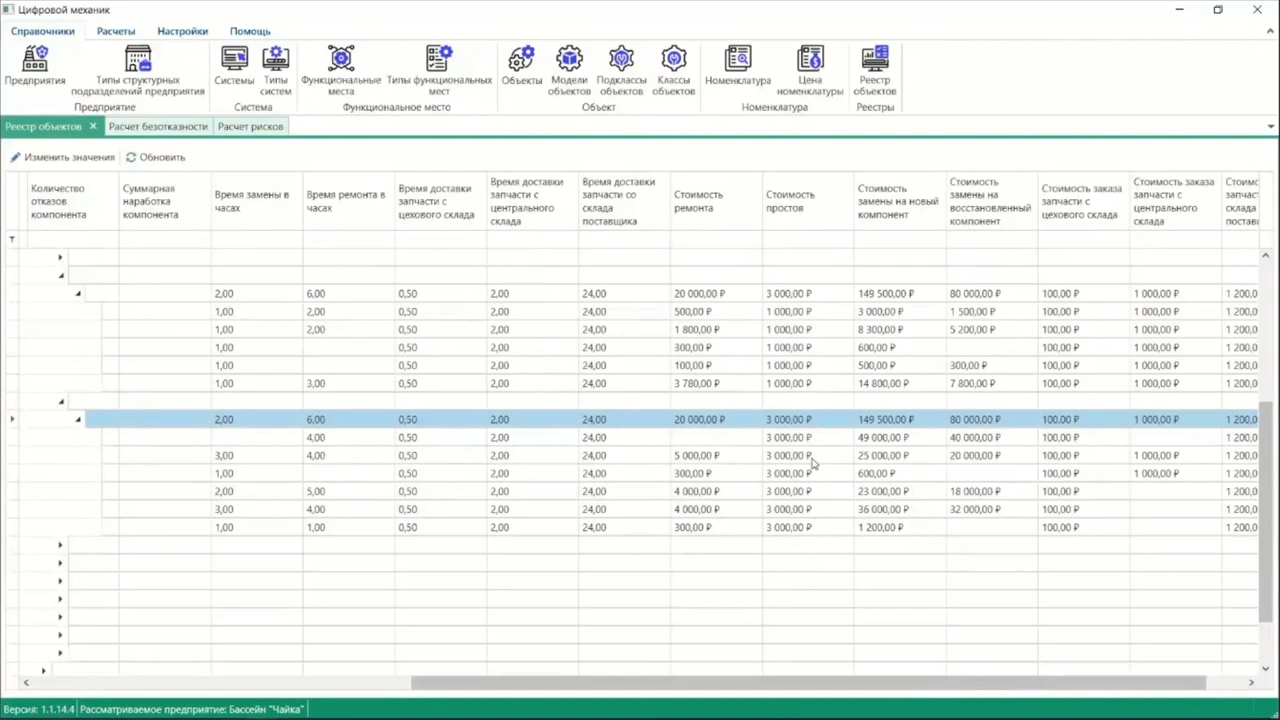 Цифровой механик
Справочники Расчеты Настройки Помощь
Предприятия
Типы структурных подразделений предприятия
Системы
Типы систем
Функциональные места
Типы функциональных мест
Объекты
Модели объектов
Подклассы объектов
Классы объектов
Номенклатура
Цена номенклатуры
Реестр объектов
Предприятие Система Функциональное место Объект Номенклатура Реестры
Реестр объектов Расчет безотказности Расчет рисков
Изменить значения Обновить
Количество отказов компонента
Суммарная наработка компонента
Время замены в часах
Время ремонта в часах
Время доставки запчасти с цехового склада
Время доставки запчасти с центрального склада
Время доставки запчасти со склада поставщика
Стоимость ремонта
Стоимость простоя
Стоимость замены на новый компонент
Стоимость замены на восстановленный компонент
Стоимость заказа запчасти с цехового склада
Стоимость заказа запчасти с центрального склада
2,00 6,00 0,50 2,00 24,00 20 000,00 ₽ 3 000,00 ₽ 149 500,00 ₽ 80 000,00 ₽ 100,00 ₽ 1 000,00 ₽ 1 200,0
1,00 2,00 0,50 2,00 24,00 500,00 ₽ 1 000,00 ₽ 3 000,00 ₽ 1 500,00 ₽ 100,00 ₽ 1 000,00 ₽ 1 200,0
1,00 2,00 0,50 2,00 24,00 1 800,00 ₽ 1 000,00 ₽ 8 300,00 ₽ 5 200,00 ₽ 100,00 ₽ 1 000,00 ₽ 1 200,0
1,00 0,50 2,00 24,00 300,00 ₽ 1 000,00 ₽ 600,00 ₽ 100,00 ₽ 1 000,00 ₽ 1 200,0
1,00 0,50 2,00 24,00 100,00 ₽ 1 000,00 ₽ 500,00 ₽ 300,00 ₽ 100,00 ₽ 1 000,00 ₽ 1 200,0
1,00 3,00 0,50 2,00 24,00 3 780,00 ₽ 1 000,00 ₽ 14 800,00 ₽ 7 800,00 ₽ 100,00 ₽ 1 000,00 ₽ 1 200,0
2,00 6,00 0,50 2,00 24,00 20 000,00 ₽ 3 000,00 ₽ 149 500,00 ₽ 80 000,00 ₽ 100,00 ₽ 1 000,00 ₽ 1 200,0
4,00 0,50 2,00 24,00 3 000,00 ₽ 49 000,00 ₽ 40 000,00 ₽ 100,00 ₽ 1 200,0
3,00 4,00 0,50 2,00 24,00 5 000,00 ₽ 3 000,00 ₽ 25 000,00 ₽ 20 000,00 ₽ 100,00 ₽ 1 000,00 ₽ 1 200,0
1,00 0,50 2,00 24,00 300,00 ₽ 3 000,00 ₽ 600,00 ₽ 100,00 ₽ 1 000,00 ₽ 1 200,0
2,00 5,00 0,50 2,00 24,00 4 000,00 ₽ 3 000,00 ₽ 23 000,00 ₽ 18 000,00 ₽ 100,00 ₽ 1 200,0
3,00 4,00 0,50 2,00 24,00 4 000,00 ₽ 3 000,00 ₽ 36 000,00 ₽ 32 000,00 ₽ 100,00 ₽ 1 200,0
1,00 1,00 0,50 2,00 24,00 300,00 ₽ 3 000,00 ₽ 1 200,00 ₽ 100,00 ₽ 1 200,0
Версия: 1.1.14.4 Рассматриваемое предприятие: Бассейн "Чайка"